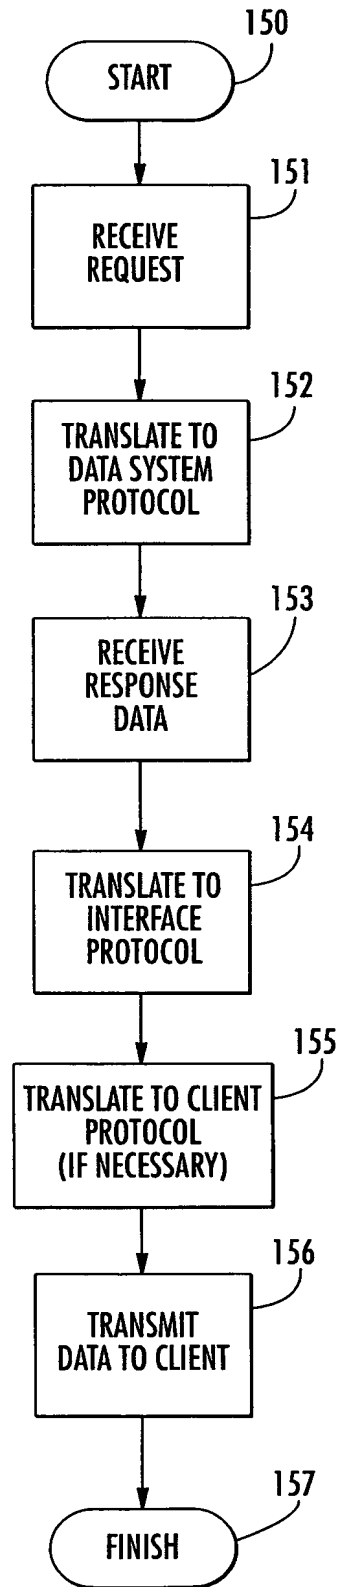 150
START
151
RECEIVE
REQUEST
152
TRANSLATE TO
DATA SYSTEM
PROTOCOL
153
RECEIVE
RESPONSE
DATA
154
TRANSLATE TO
INTERFACE
PROTOCOL
155
TRANSLATE TO CLIENT
PROTOCOL
(IF NECESSARY)
156
TRANSMIT
DATA TO CLIENT
157
FINISH